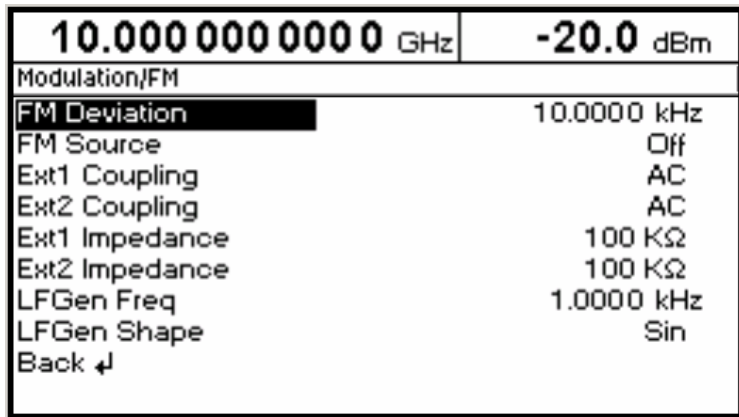 10.000 000 000 0 GHz -20.0 dBm
Modulation/FM
FM Deviation 10.0000 kHz
FM Source Off
Ext1 Coupling AC
Ext2 Coupling AC
Ext1 Impedance 100 KΩ
Ext2 Impedance 100 KΩ
LFGen Freq 1.0000 kHz
LFGen Shape Sin
Back ↲